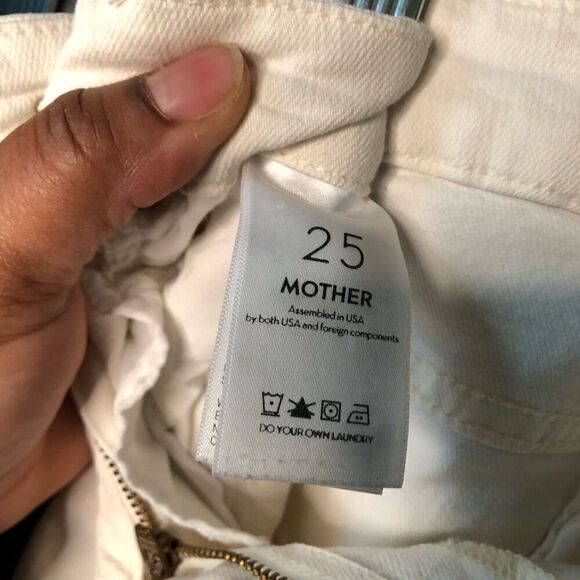 25
MOTHER
Assembled in USA
by both USA and foreign components
DO YOUR OWN LAUNDRY